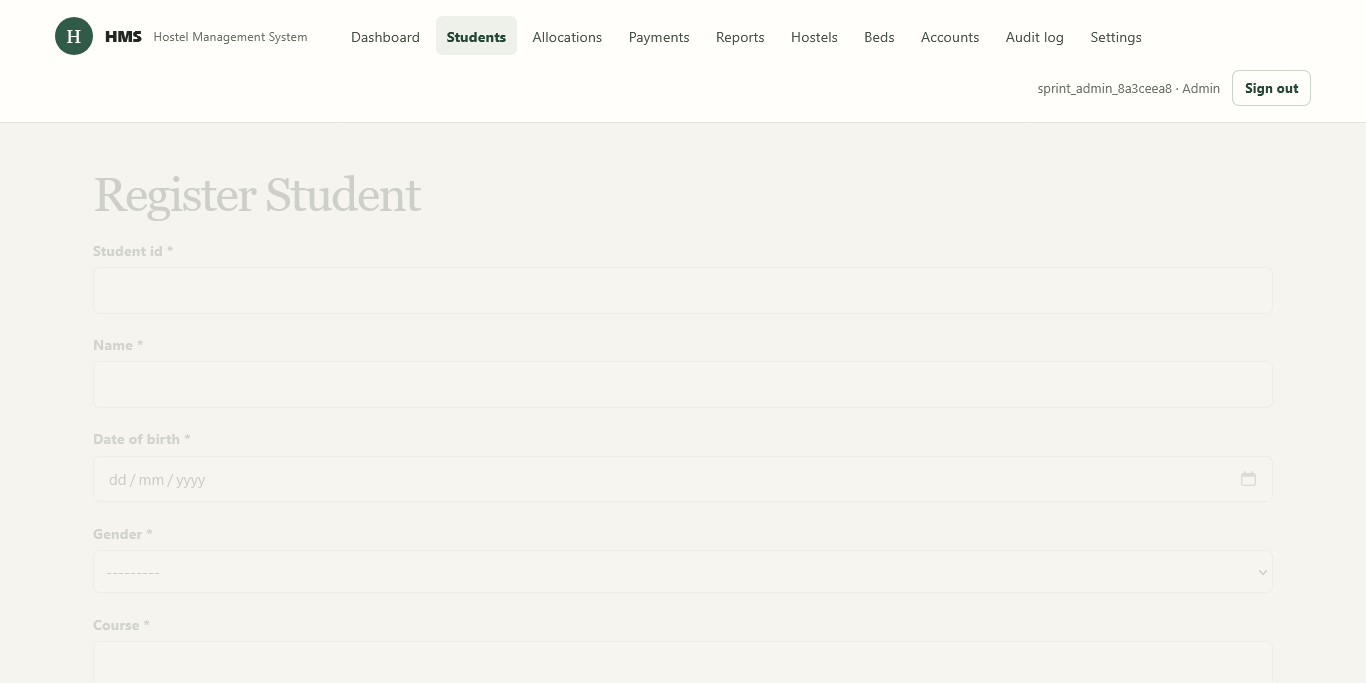 H HMS Hostel Management System Dashboard Students Allocations Payments Reports Hostels Beds Accounts Audit log Settings
sprint_admin_8a3ceea8 · Admin Sign out
Register Student
Student id *
Name *
Date of birth *
dd / mm / yyyy
Gender *
---------
Course *